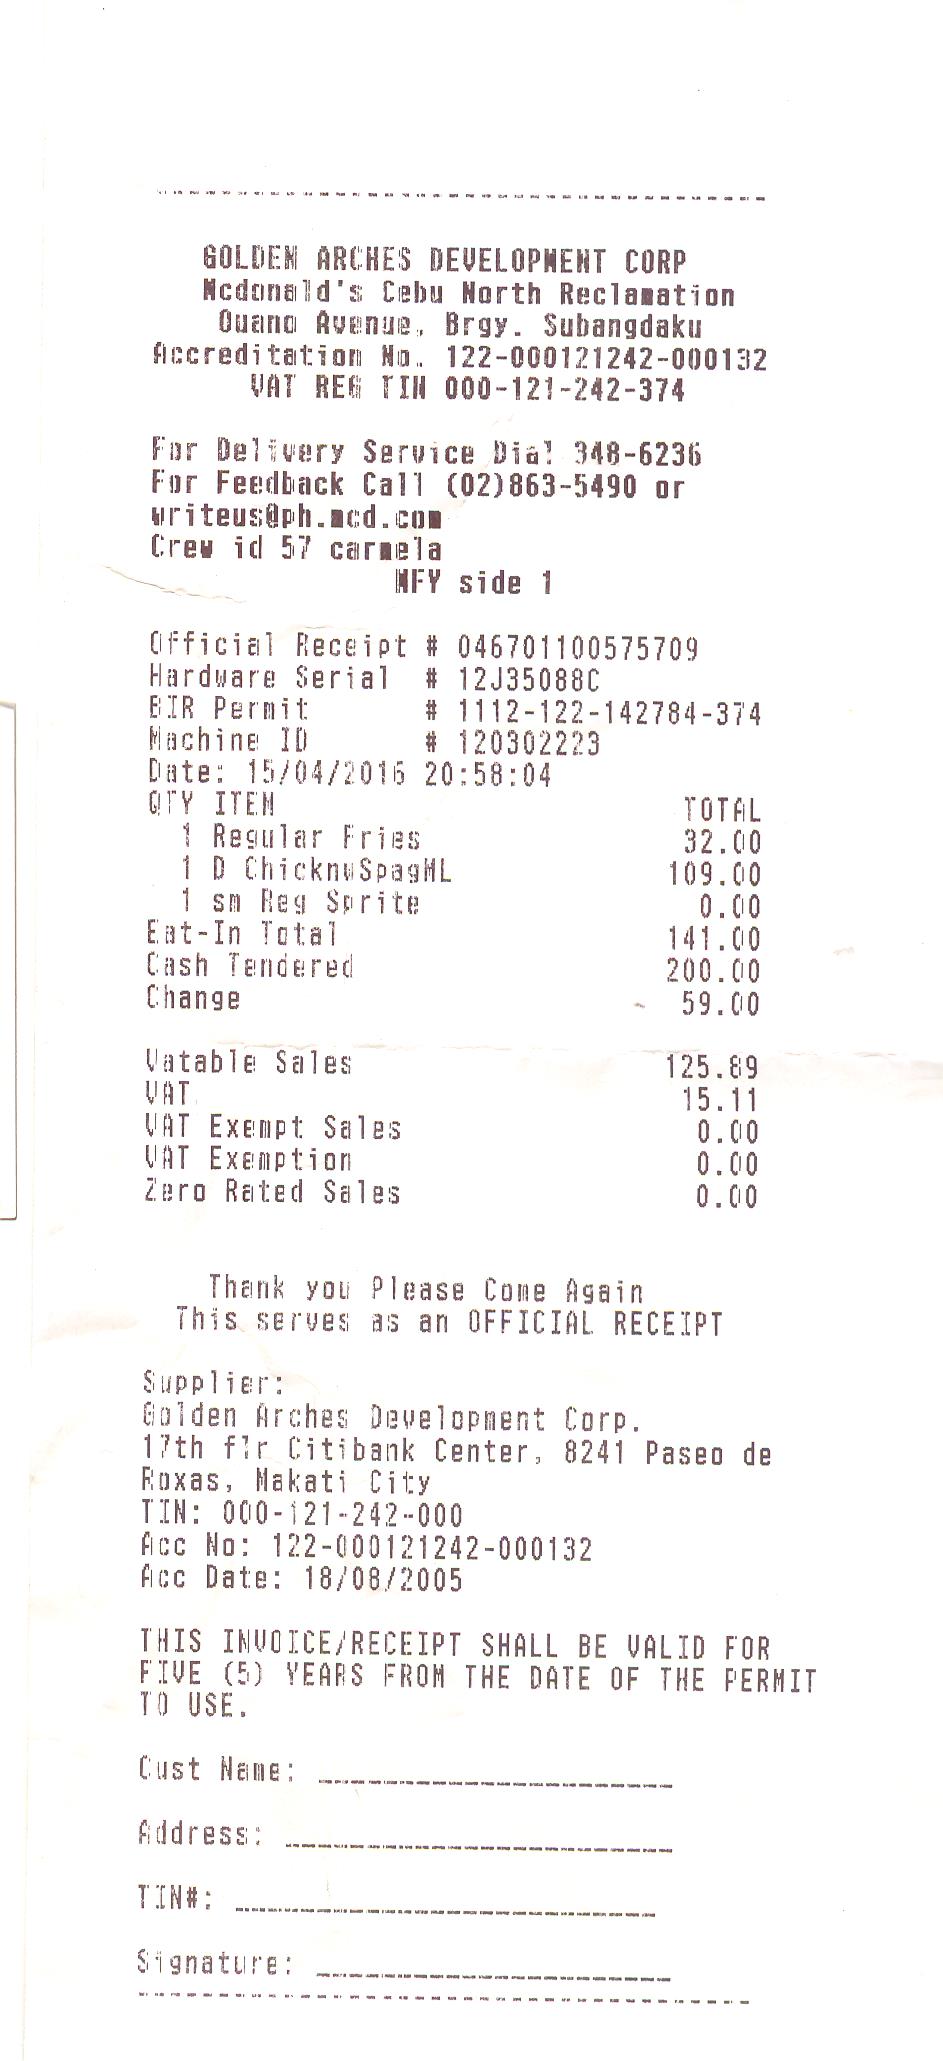 GOLDEN ARCHES DEVELOPMENT CORP
Mcdonald's Cebu North Reclamation
Ouano Avenue, Brgy. Subangdaku
Accreditation No. 122-000121242-000132
VAT REG TIN 000-121-242-374
For Delivery Service Dial 348-6236
For Feedback Call (02)863-5490 or
writeus@ph.mcd.com
Crew id 57 carmela
MFY side 1
Official Receipt # 046701100575709
Hardware Serial # 12J35088C
BIR Permit # 1112-122-142784-374
Machine ID # 120302223
Date: 15/04/2016 20:58:04
QTY ITEM TOTAL
1 Regular Fries 32.00
1 D ChicknwSpagML 109.00
1 sm Reg Sprite 0.00
Eat-In Total 141.00
Cash Tendered 200.00
Change 59.00
Vatable Sales 125.89
VAT 15.11
VAT Exempt Sales 0.00
VAT Exemption 0.00
Zero Rated Sales 0.00
Thank you Please Come Again
This serves as an OFFICIAL RECEIPT
Supplier:
Golden Arches Development Corp.
17th flr Citibank Center, 8241 Paseo de
Roxas, Makati City
TIN: 000-121-242-000
Acc No: 122-000121242-000132
Acc Date: 18/08/2005
THIS INVOICE/RECEIPT SHALL BE VALID FOR
FIVE (5) YEARS FROM THE DATE OF THE PERMIT
TO USE.
Cust Name:
Address:
TIN#:
Signature: